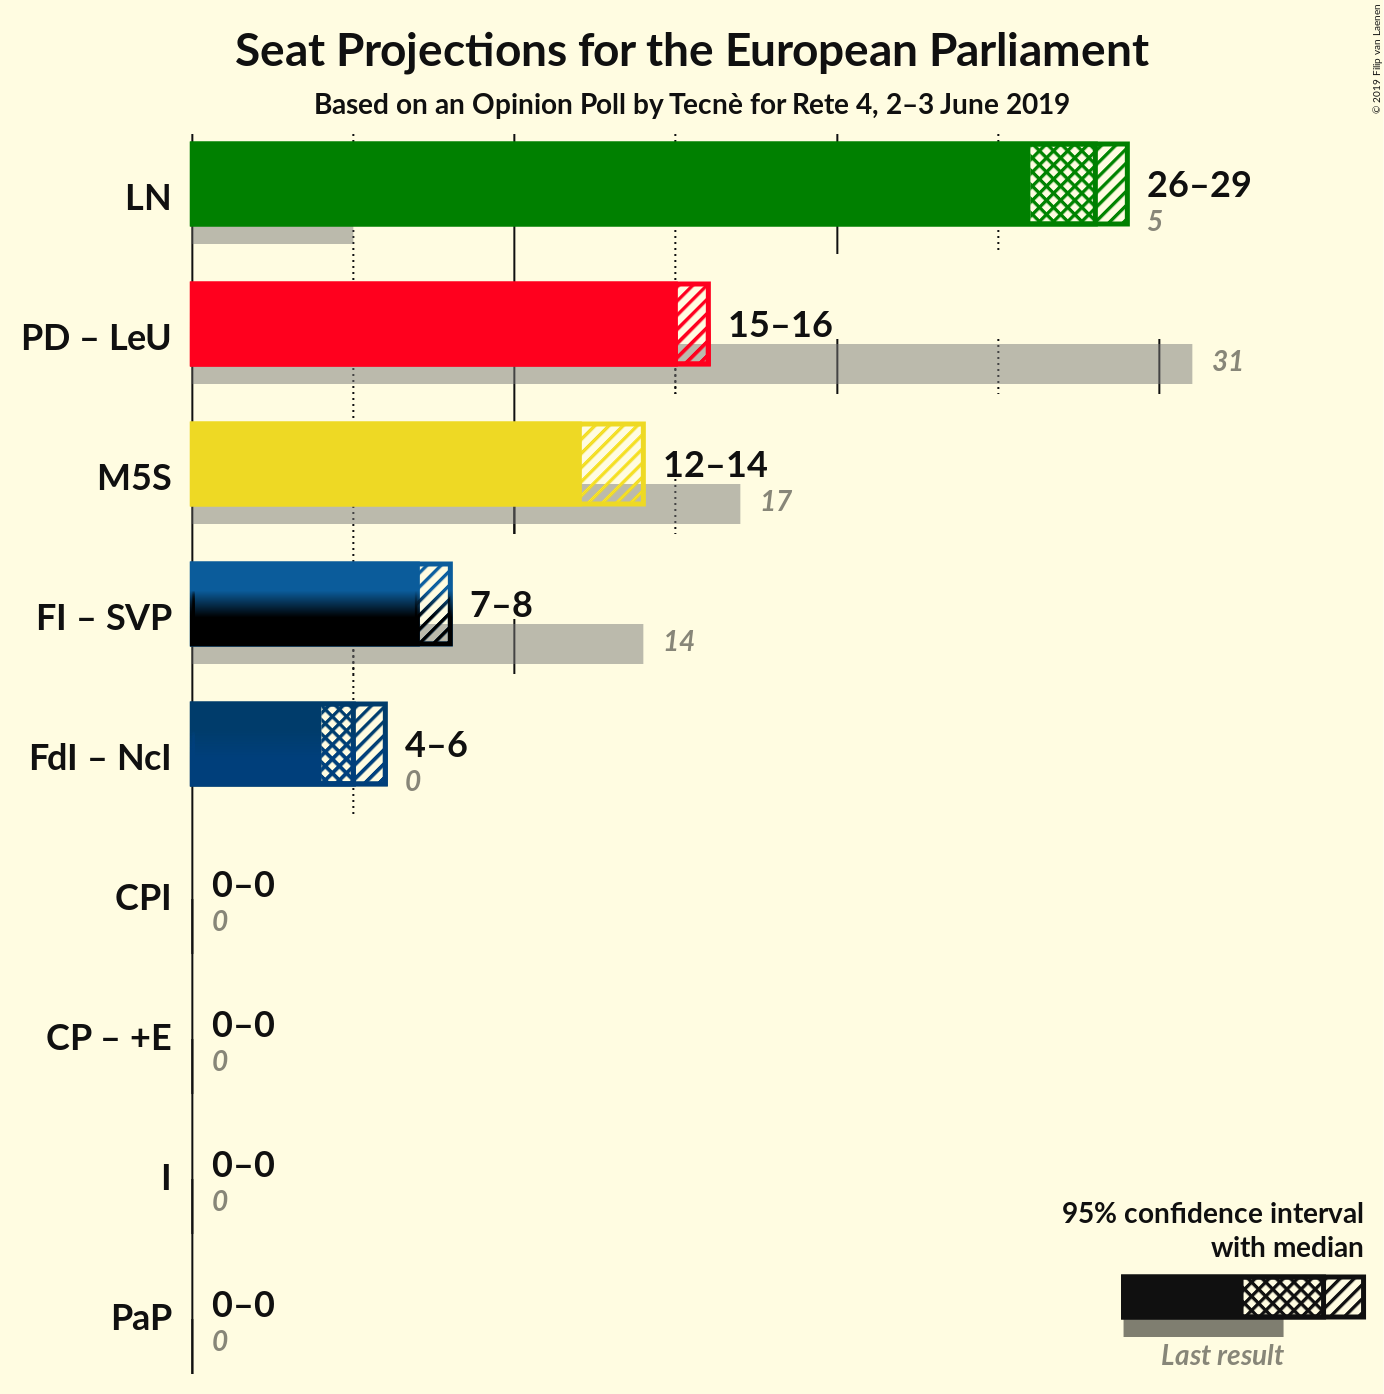 Seat Projections for the European Parliament
Based on an Opinion Poll by Tecnè for Rete 4, 2–3 June 2019
© 2019 Filip van Laenen
LN
26–29
5
PD – LeU
15–16
31
M5S
12–14
17
FI – SVP
7–8
14
FdI – NcI
4–6
0
CPI
0–0
0
CP – +E
0–0
0
I
0–0
0
PaP
0–0
0
95% confidence interval
with median
Last result